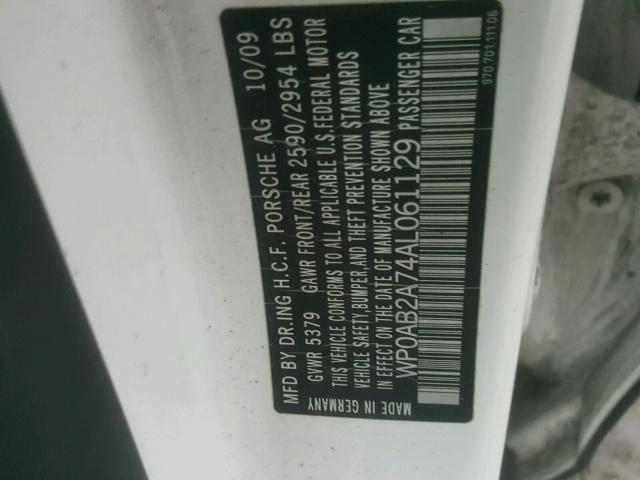 MFD BY DR.ING H.C.F. PORSCHE AG 10/09
GVWR 5379 GAWR FRONT/REAR 2590/2954 LBS
THIS VEHICLE CONFORMS TO ALL APPLICABLE U.S.FEDERAL MOTOR
VEHICLE SAFETY,BUMPER,AND THEFT PREVENTION STANDARDS
IN EFFECT ON THE DATE OF MANUFACTURE SHOWN ABOVE
WP0AB2A74AL061129 PASSENGER CAR
MADE IN GERMANY
970.701.111.06